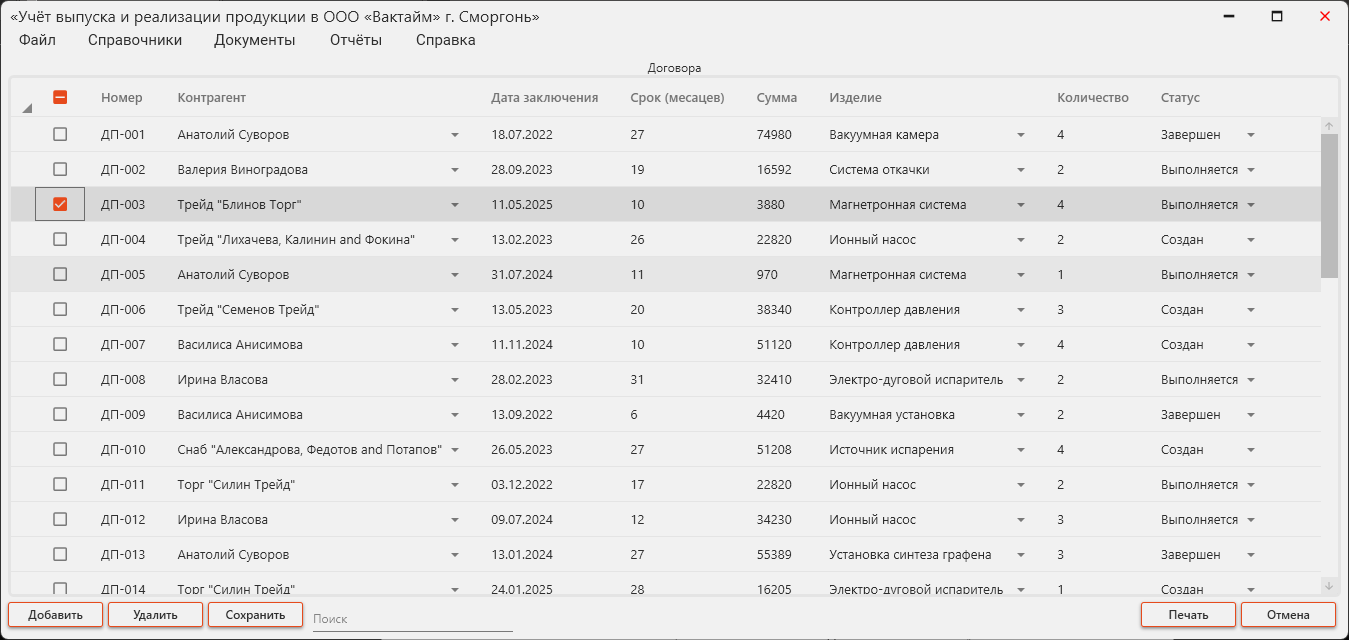 «Учёт выпуска и реализации продукции в ООО «Вактайм» г. Сморгонь»
Файл Справочники Документы Отчёты Справка
Договора
Номер Контрагент Дата заключения Срок (месацев) Сумма Изделие Количество Статус
ДП-001 Анатолий Суворов 18.07.2022 27 74980 Вакуумная камера 4 Завершен
ДП-002 Валерия Виноградова 28.09.2023 19 16592 Система откачки 2 Выполняется
ДП-003 Трейд "Блинов Торг" 11.05.2025 10 3880 Магнетронная система 4 Выполняется
ДП-004 Трейд "Лихачева, Калинин and Фокина" 13.02.2023 26 22820 Ионный насос 2 Создан
ДП-005 Анатолий Суворов 31.07.2024 11 970 Магнетронная система 1 Выполняется
ДП-006 Трейд "Семенов Трейд" 13.05.2023 20 38340 Контроллер давления 3 Создан
ДП-007 Василиса Анисимова 11.11.2024 10 51120 Контроллер давления 4 Создан
ДП-008 Ирина Власова 28.02.2023 31 32410 Электро-дуговой испаритель 2 Выполняется
ДП-009 Василиса Анисимова 13.09.2022 6 4420 Вакуумная установка 2 Завершен
ДП-010 Снаб "Александрова, Федотов and Потапов" 26.05.2023 27 51208 Источник испарения 4 Создан
ДП-011 Торг "Силин Трейд" 03.12.2022 17 22820 Ионный насос 2 Выполняется
ДП-012 Ирина Власова 09.07.2024 12 34230 Ионный насос 3 Выполняется
ДП-013 Анатолий Суворов 13.01.2024 27 55389 Установка синтеза графена 3 Завершен
ДП-014 Торг "Силин Трейд" 24.01.2025 28 16205 Электро-дуговой испаритель 1 Создан
Добавить Удалить Сохранить Поиск Печать Отмена